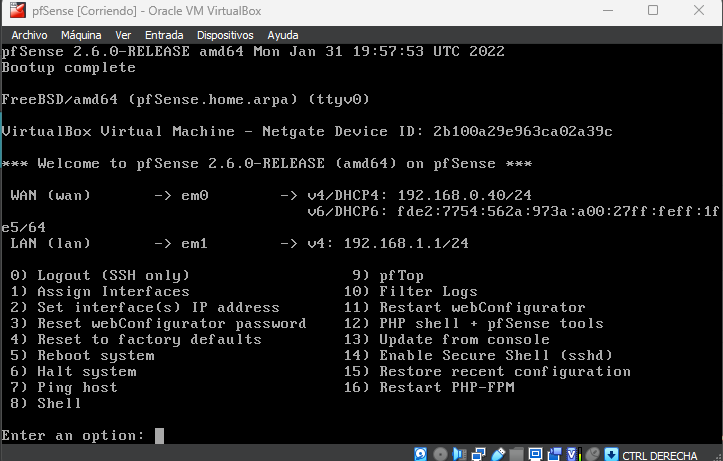 pfSense [Corriendo] - Oracle VM VirtualBox
Archivo Máquina Ver Entrada Dispositivos Ayuda
pfSense 2.6.0-RELEASE amd64 Mon Jan 31 19:57:53 UTC 2022
Bootup complete
FreeBSD/amd64 (pfSense.home.arpa) (ttyv0)
VirtualBox Virtual Machine - Netgate Device ID: 2b100a29e963ca02a39c
*** Welcome to pfSense 2.6.0-RELEASE (amd64) on pfSense ***
WAN (wan) -> em0 -> v4/DHCP4: 192.168.0.40/24
v6/DHCP6: fde2:7754:562a:973a:a00:27ff:feff:1f
e5/64
LAN (lan) -> em1 -> v4: 192.168.1.1/24
0) Logout (SSH only) 9) pfTop
1) Assign Interfaces 10) Filter Logs
2) Set interface(s) IP address 11) Restart webConfigurator
3) Reset webConfigurator password 12) PHP shell + pfSense tools
4) Reset to factory defaults 13) Update from console
5) Reboot system 14) Enable Secure Shell (sshd)
6) Halt system 15) Restore recent configuration
7) Ping host 16) Restart PHP-FPM
8) Shell
Enter an option:
CTRL DERECHA